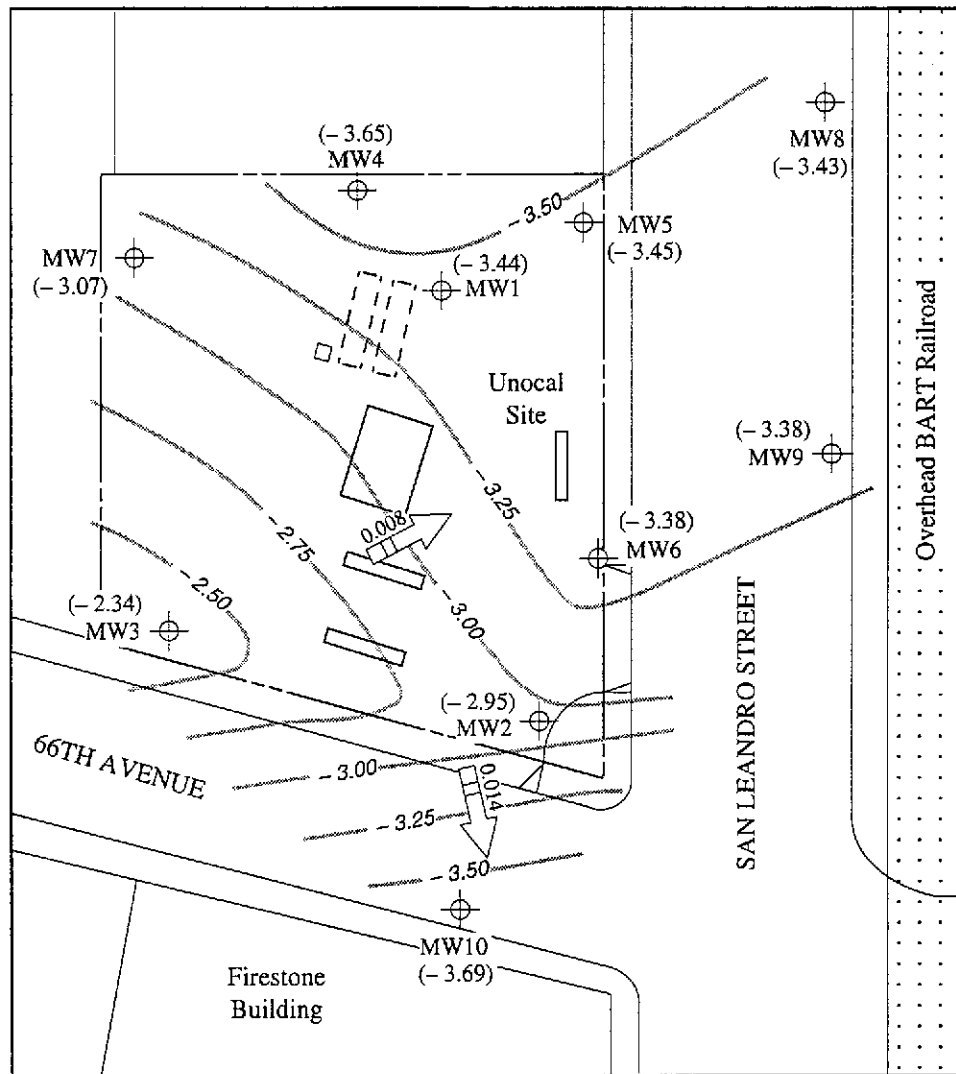 (– 3.65)
MW4
MW8
(– 3.43)
– 3.50
MW5
(– 3.45)
MW7
(– 3.07)
(– 3.44)
MW1
Unocal
Site
Overhead BART Railroad
(– 3.38)
MW9
– 3.25
0.008
(– 3.38)
MW6
– 2.75
– 2.50
(– 2.34)
MW3
– 3.00
SAN LEANDRO STREET
(– 2.95)
MW2
66TH AVENUE
– 3.00
0.014
– 3.25
– 3.50
MW10
(– 3.69)
Firestone
Building